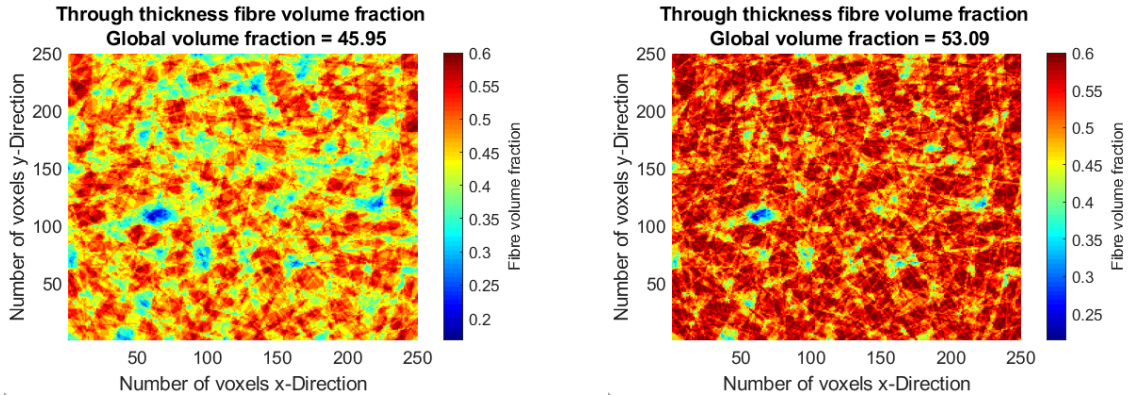 Through thickness fibre volume fraction
Global volume fraction = 45.95
250
200
150
100
50
50 100 150 200 250
Number of voxels x-Direction
Number of voxels y-Direction
0.6
0.55
0.5
0.45
0.4
0.35
0.3
0.25
0.2
Fibre volume fraction
Through thickness fibre volume fraction
Global volume fraction = 53.09
250
200
150
100
50
50 100 150 200 250
Number of voxels x-Direction
Number of voxels y-Direction
0.6
0.55
0.5
0.45
0.4
0.35
0.3
0.25
Fibre volume fraction